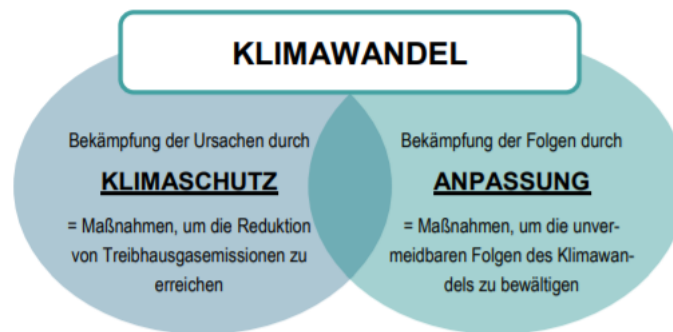 KLIMAWANDEL
Bekämpfung der Ursachen durch
KLIMASCHUTZ
= Maßnahmen, um die Reduktion
von Treibhausgasemissionen zu
erreichen
Bekämpfung der Folgen durch
ANPASSUNG
= Maßnahmen, um die unver-
meidbaren Folgen des Klimawan-
dels zu bewältigen